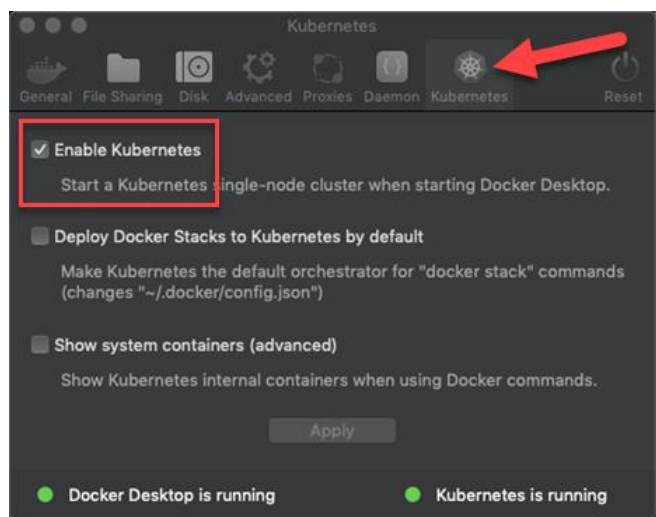 Kubernetes
General File Sharing Disk Advanced Proxies Daemon Kubernetes Reset
Enable Kubernetes
Start a Kubernetes single-node cluster when starting Docker Desktop.
Deploy Docker Stacks to Kubernetes by default
Make Kubernetes the default orchestrator for "docker stack" commands
(changes "~/.docker/config.json")
Show system containers (advanced)
Show Kubernetes internal containers when using Docker commands.
Apply
Docker Desktop is running Kubernetes is running